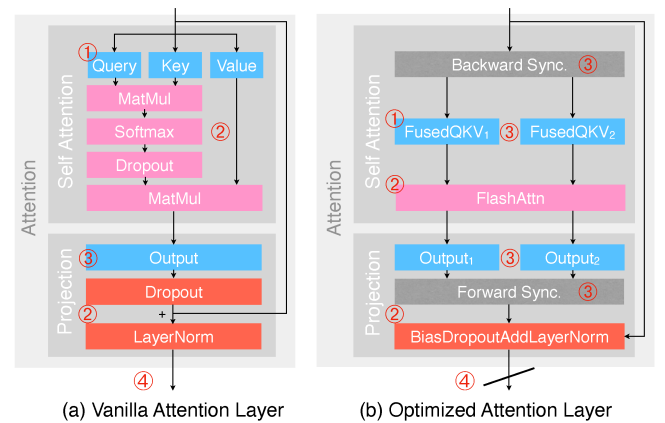 Attention
Self Attention
①
Query
Key
Value
MatMul
Softmax
②
Dropout
MatMul
Projection
③
Output
Dropout
②
+
LayerNorm
④
(a) Vanilla Attention Layer
Attention
Self Attention
Backward Sync. ③
①
FusedQKV₁
③
FusedQKV₂
②
FlashAttn
Projection
Output₁
③
Output₂
Forward Sync. ③
②
BiasDropoutAddLayerNorm
④
(b) Optimized Attention Layer